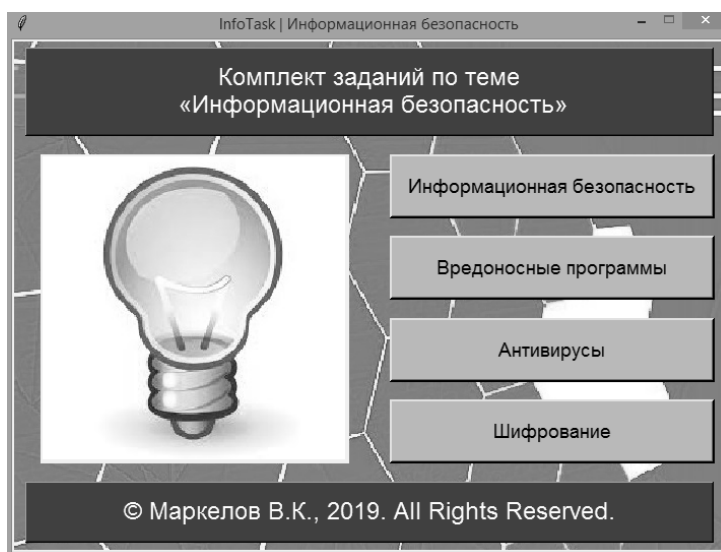 InfoTask | Информационная безопасность
Комплект заданий по теме
«Информационная безопасность»
Информационная безопасность
Вредоносные программы
Антивирусы
Шифрование
© Маркелов В.К., 2019. All Rights Reserved.